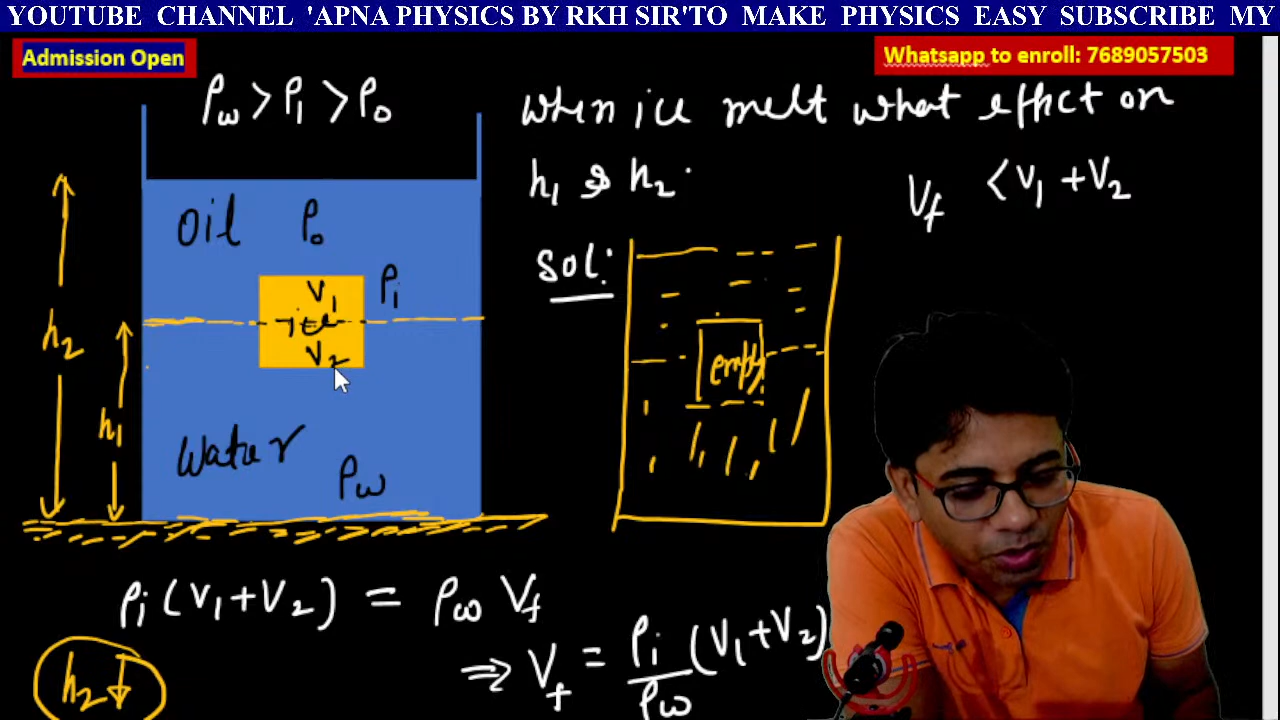 YOUTUBE CHANNEL 'APNA PHYSICS BY RKH SIR'TO MAKE PHYSICS EASY SUBSCRIBE MY
Admission Open
Whatsapp to enroll: 7689057503
ρw > ρi > ρo
when ice melt what effect on
h1 & h2.
Vf < V1 + V2
Oil ρo
Sol:
V1
ρi
ice
V2
h2
h1
empty
Water
ρw
ρi (V1 + V2) = ρw Vf
⇒ Vf = ρi/ρw (V1 + V2)
h2 ↓